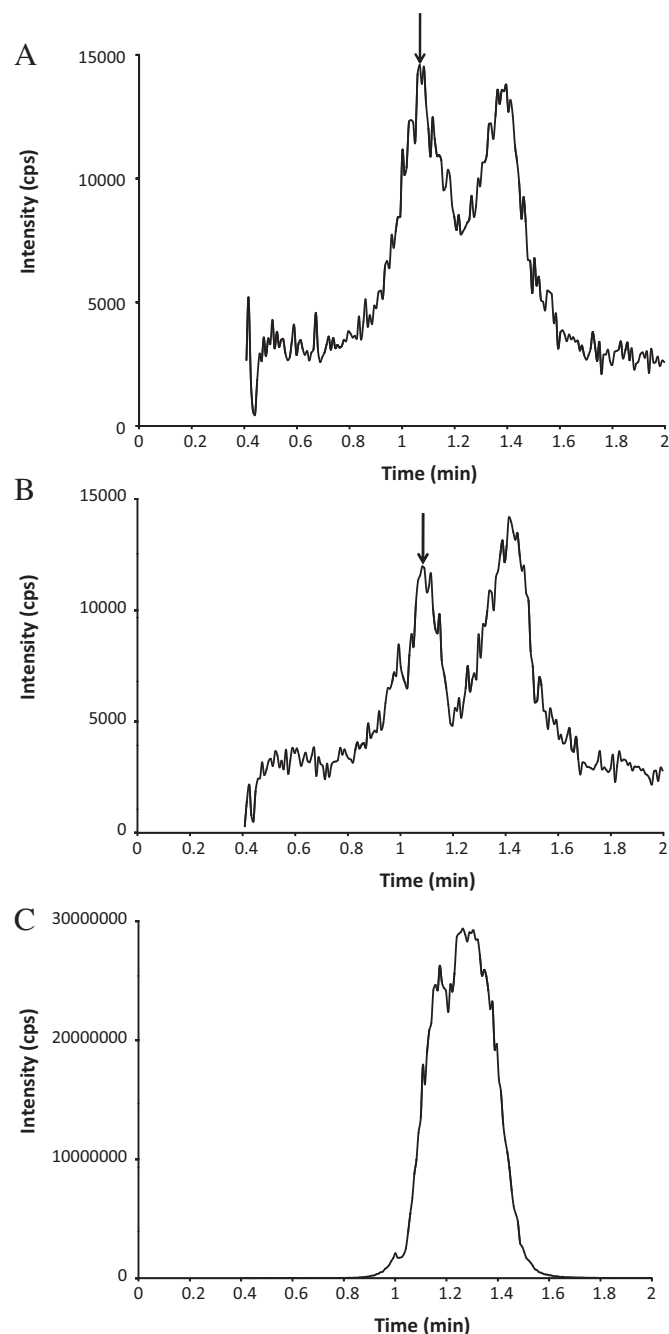 A
15000
10000
5000
0
Intensity (cps)
0 0.2 0.4 0.6 0.8 1 1.2 1.4 1.6 1.8 2
Time (min)
B
15000
10000
5000
0
Intensity (cps)
0 0.2 0.4 0.6 0.8 1 1.2 1.4 1.6 1.8 2
Time (min)
C
30000000
20000000
10000000
0
Intensity (cps)
0 0.2 0.4 0.6 0.8 1 1.2 1.4 1.6 1.8 2
Time (min)